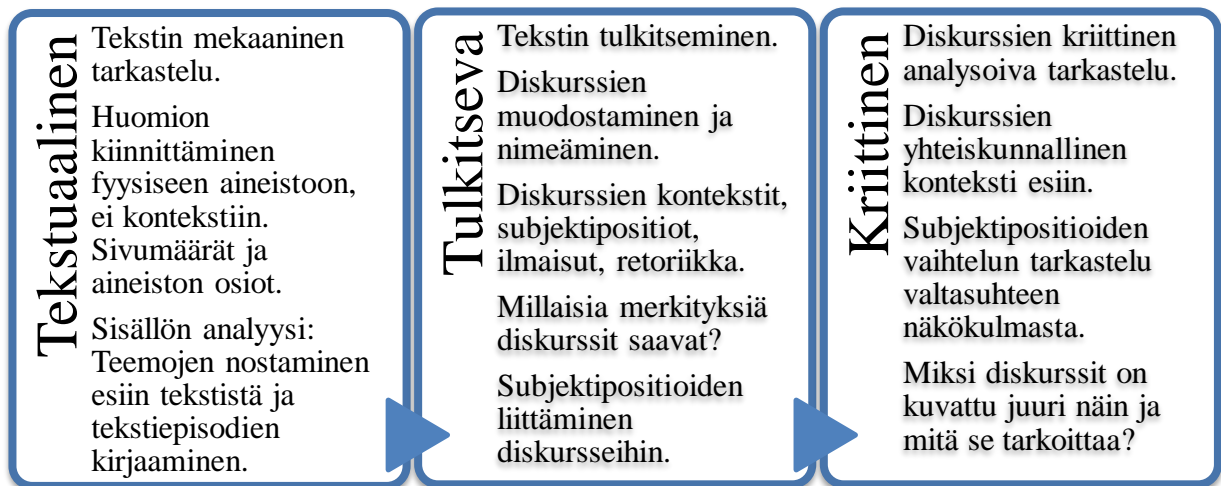 Tekstuaalinen
Tekstin mekaaninen
tarkastelu.
Huomion
kiinnittäminen
fyysiseen aineistoon,
ei kontekstiin.
Sivumäärät ja
aineiston osiot.
Sisällön analyysi:
Teemojen nostaminen
esiin tekstistä ja
tekstiepisodien
kirjaaminen.
Tulkitseva
Tekstin tulkitseminen.
Diskurssien
muodostaminen ja
nimeäminen.
Diskurssien kontekstit,
subjektipositiot,
ilmaisut, retoriikka.
Millaisia merkityksiä
diskurssit saavat?
Subjektipositioiden
liittäminen
diskursseihin.
Kriittinen
Diskurssien kriittinen
analysoiva tarkastelu.
Diskurssien
yhteiskunnallinen
konteksti esiin.
Subjektipositioiden
vaihtelun tarkastelu
valtasuhteen
näkökulmasta.
Miksi diskurssit on
kuvattu juuri näin ja
mitä se tarkoittaa?